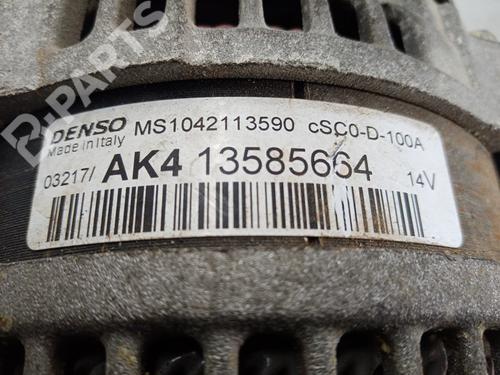 B-PARTS
DENSO MS1042113590 cSC0-D-100A
Made in Italy
03217/ AK4 13585664 14V